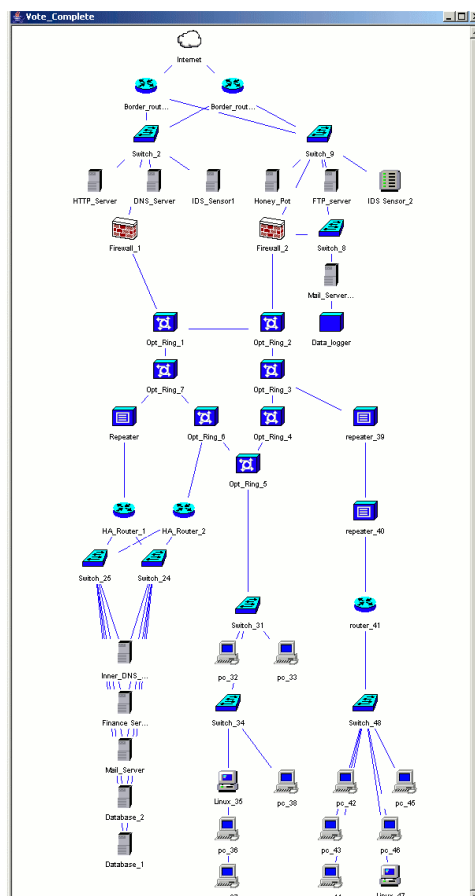 Vote_Complete
Internet
Border_rout... Border_rout...
Switch_2 Switch_9
HTTP_Server DNS_Server IDS_Sensor1 Honey_Pot FTP_server IDS Sensor_2
Firewall_1 Firewall_2 Switch_8
Mail_Server...
Opt_Ring_1 Opt_Ring_2 Data_logger
Opt_Ring_7 Opt_Ring_3
Repeater Opt_Ring_6 Opt_Ring_4 repeater_39
Opt_Ring_5
HA_Router_1 HA_Router_2 repeater_40
Switch_25 Switch_24
Switch_31 router_41
Inner_DNS_... pc_32 pc_33
Finance Ser... Switch_34 Switch_48
Mail_Server Linux_35 pc_38 pc_42 pc_45
Database_2 pc_36 pc_43 pc_46
Database_1